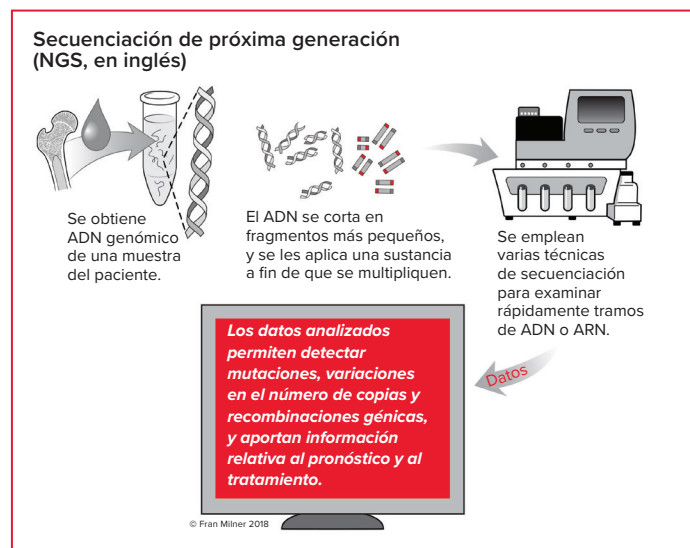 Secuenciación de próxima generación
(NGS, en inglés)
Se obtiene
ADN genómico
de una muestra
del paciente.
El ADN se corta en
fragmentos más pequeños,
y se les aplica una sustancia
a fin de que se multipliquen.
Se emplean
varias técnicas
de secuenciación
para examinar
rápidamente tramos
de ADN o ARN.
Datos
Los datos analizados
permiten detectar
mutaciones, variaciones
en el número de copias y
recombinaciones génicas,
y aportan información
relativa al pronóstico y al
tratamiento.
© Fran Milner 2018